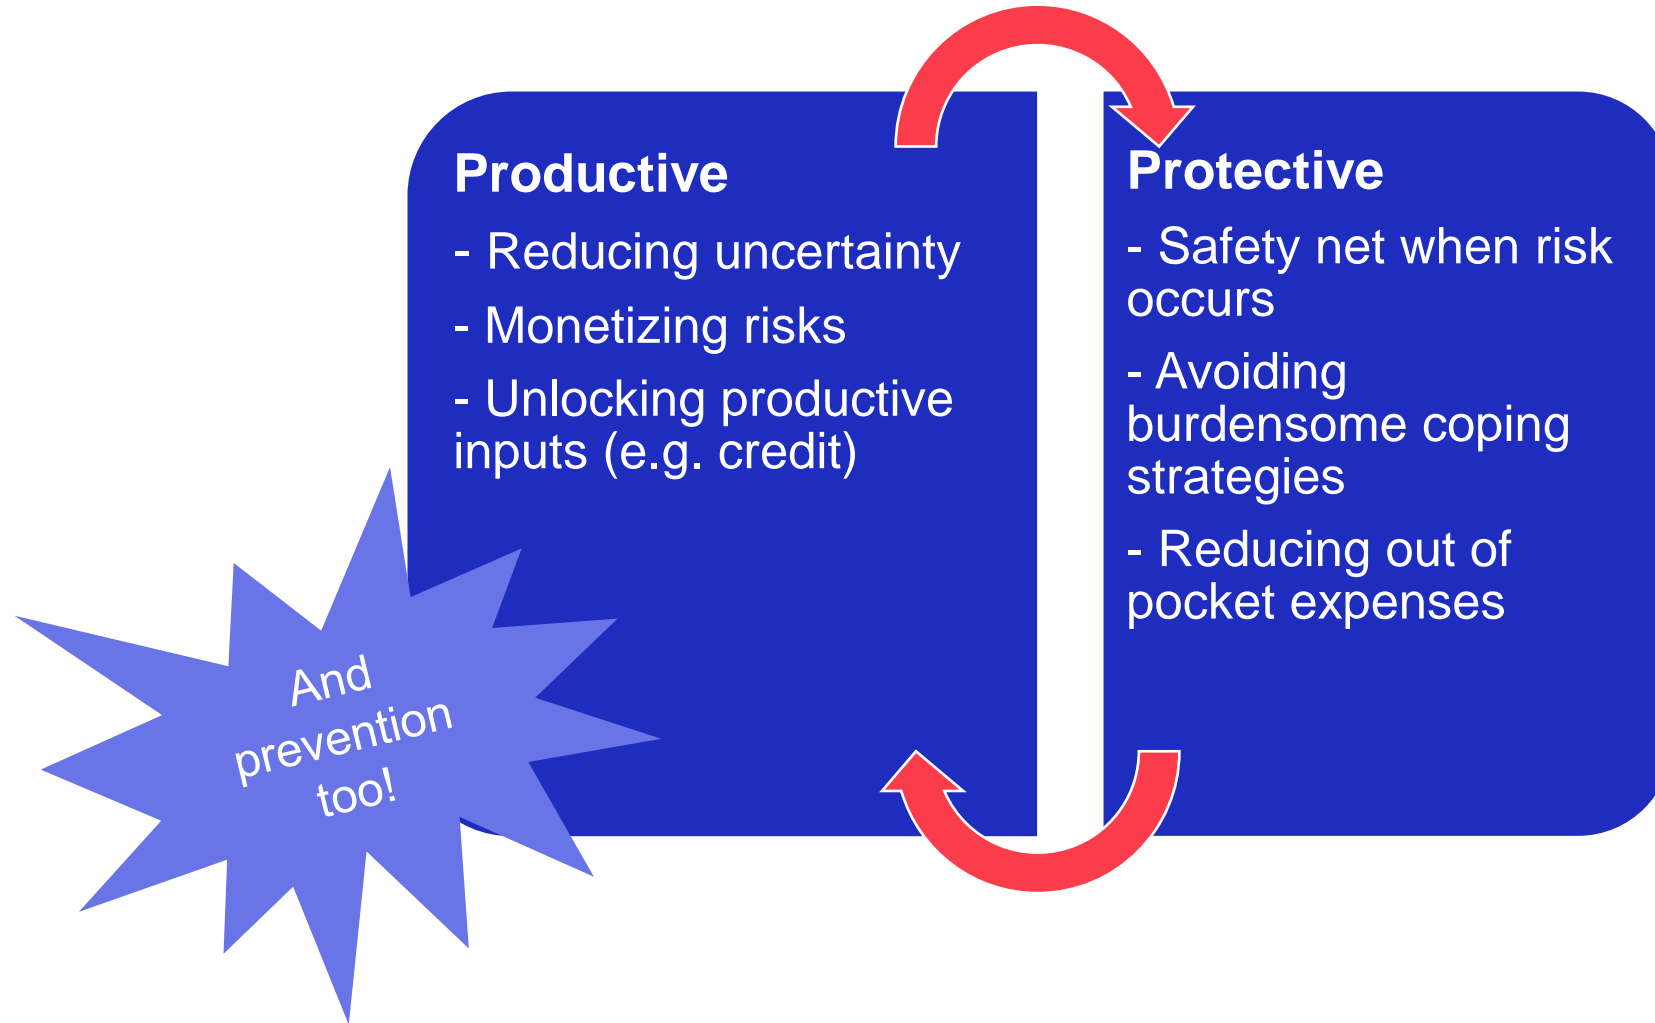 Productive
- Reducing uncertainty
- Monetizing risks
- Unlocking productive
inputs (e.g. credit)
Protective
- Safety net when risk
occurs
- Avoiding
burdensome coping
strategies
- Reducing out of
pocket expenses
And
prevention
too!